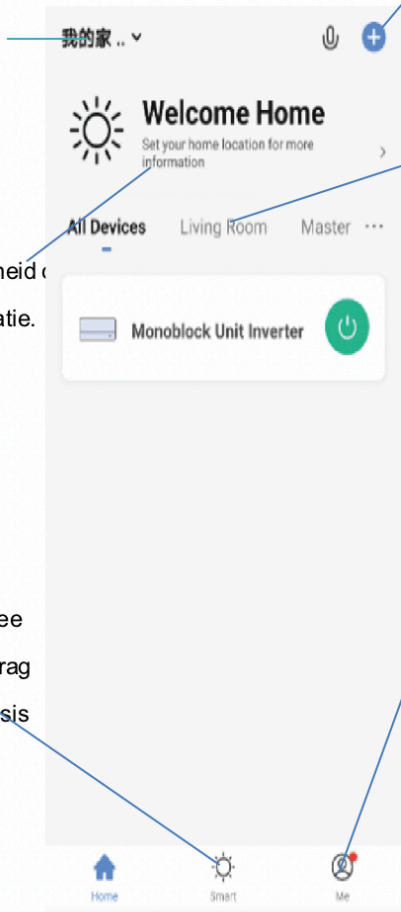 我的家 ..
Welcome Home
Set your home location for more
information
All Devices Living Room Master ...
heid
atie.
Monoblock Unit Inverter
ee
rag
sis
Home Smart Me